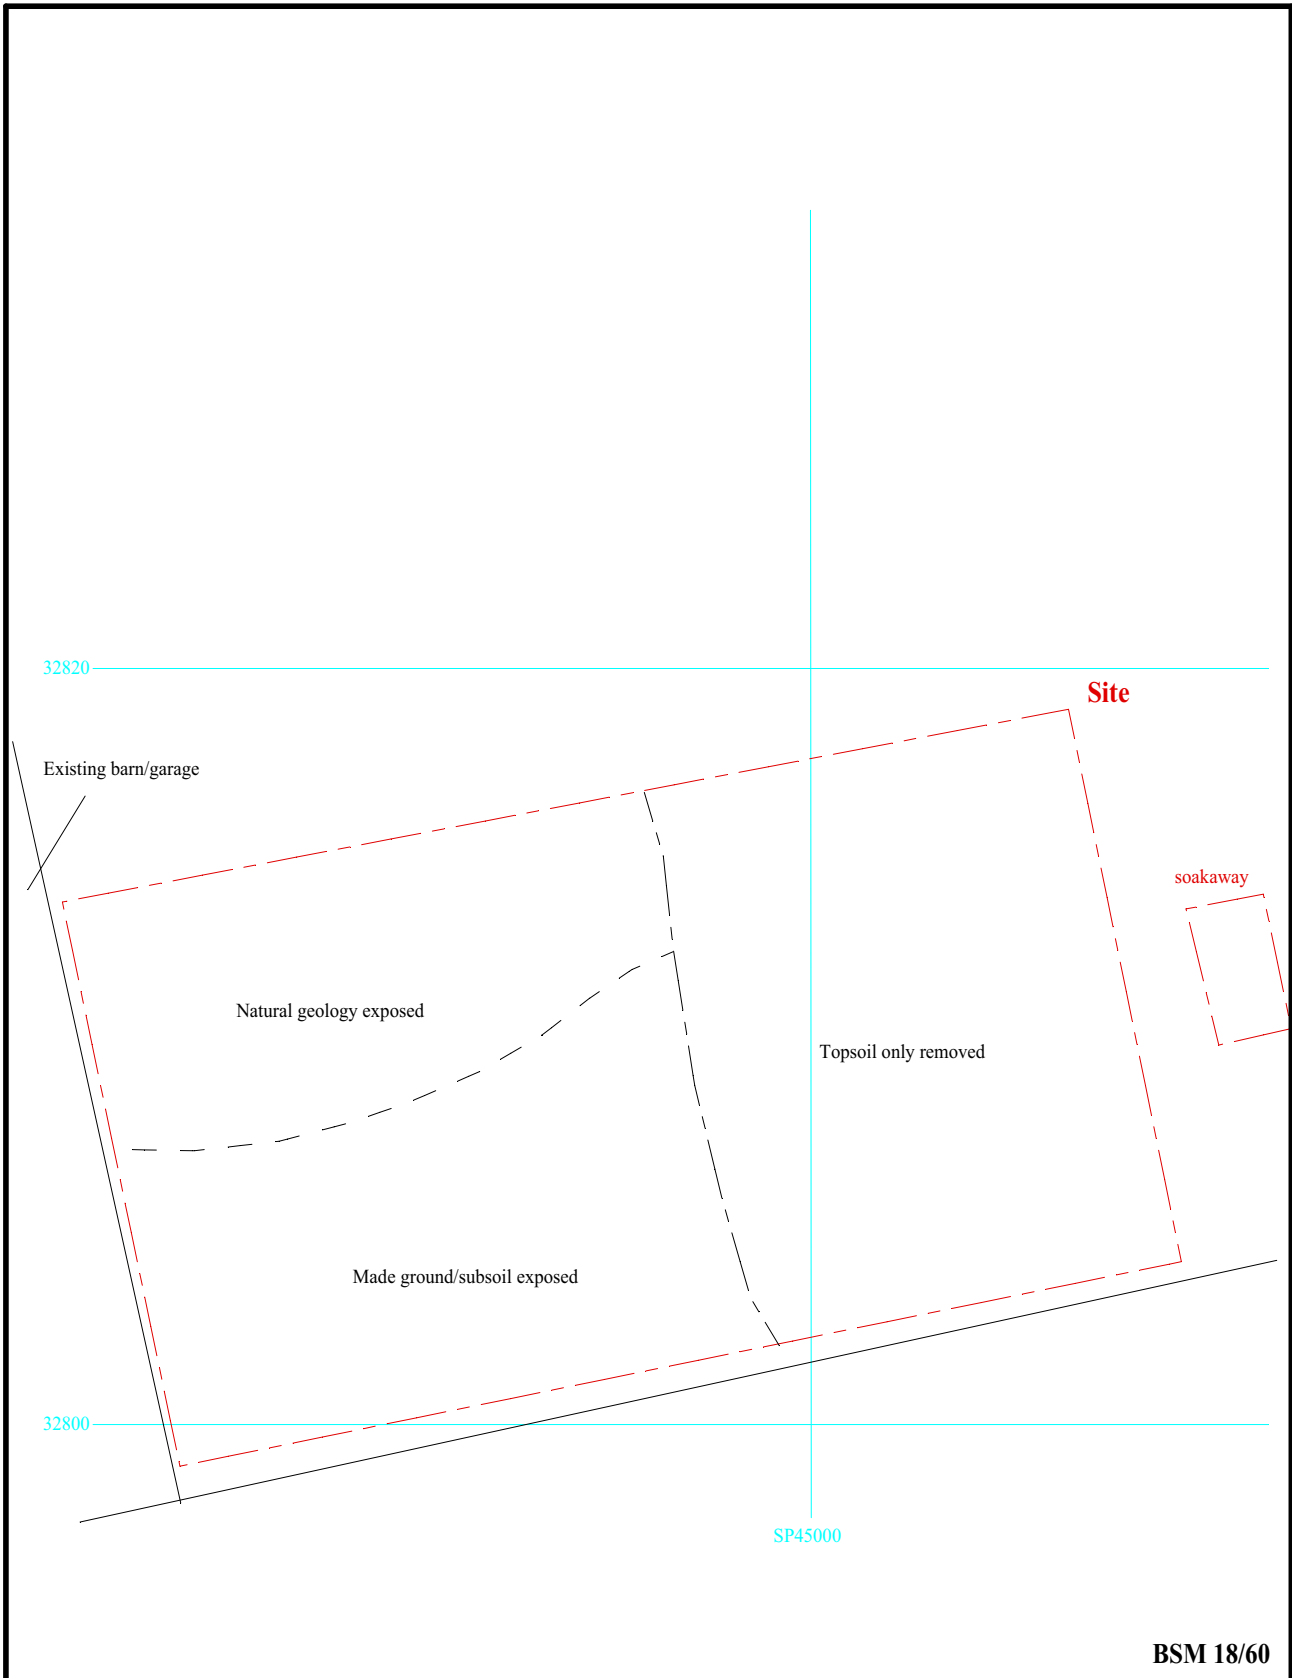 32820
Site
Existing barn/garage
soakaway
Natural geology exposed
Topsoil only removed
Made ground/subsoil exposed
32800
SP45000
BSM 18/60